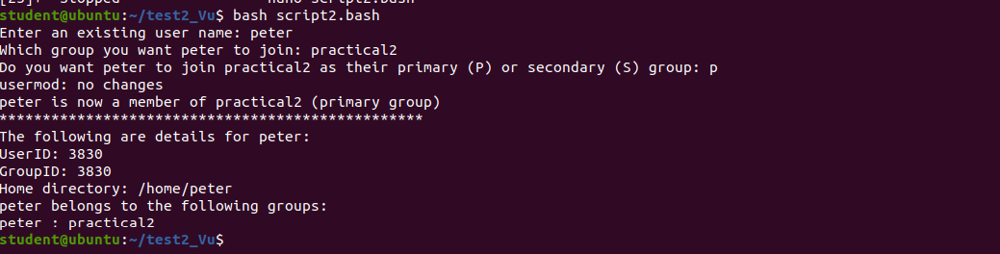 student@ubuntu:~/test2_Vu$ bash script2.bash
Enter an existing user name: peter
Which group you want peter to join: practical2
Do you want peter to join practical2 as their primary (P) or secondary (S) group: p
usermod: no changes
peter is now a member of practical2 (primary group)
*************************************************
The following are details for peter:
UserID: 3830
GroupID: 3830
Home directory: /home/peter
peter belongs to the following groups:
peter : practical2
student@ubuntu:~/test2_Vu$